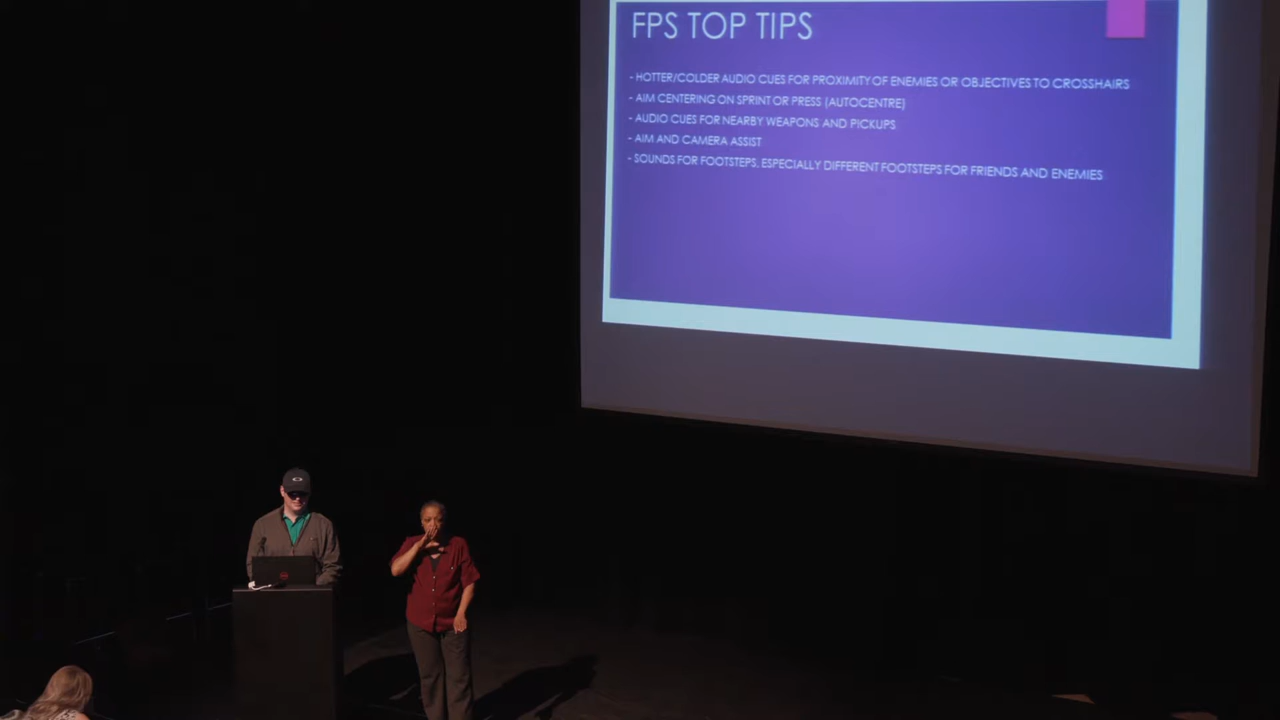 FPS TOP TIPS
- HOTTER/COLDER AUDIO CUES FOR PROXIMITY OF ENEMIES OR OBJECTIVES TO CROSSHAIRS
- AIM CENTERING ON SPRINT OR PRESS (AUTOCENTRE)
- AUDIO CUES FOR NEARBY WEAPONS AND PICKUPS
- AIM AND CAMERA ASSIST
- SOUNDS FOR FOOTSTEPS, ESPECIALLY DIFFERENT FOOTSTEPS FOR FRIENDS AND ENEMIES